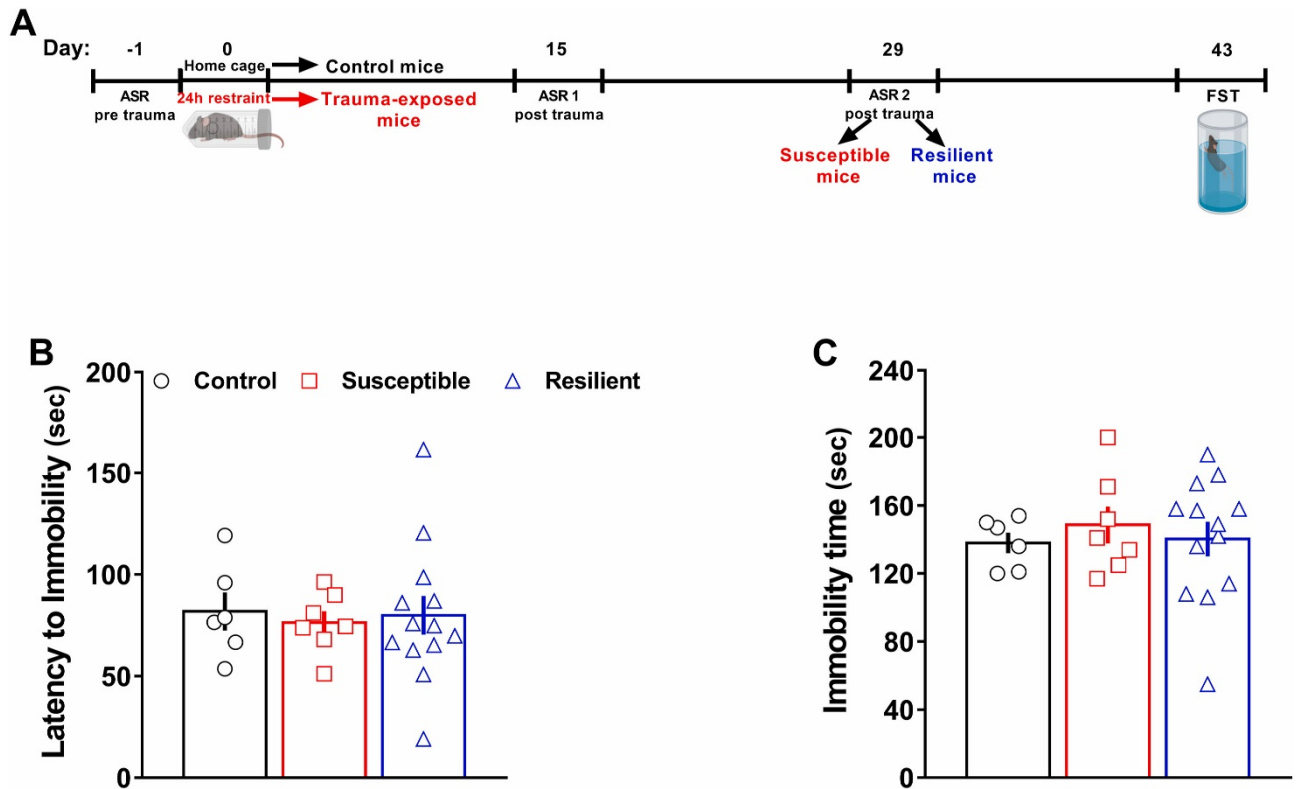 A
Day: -1 0 15 29 43
Home cage
Control mice
ASR
pre trauma
24h restraint
Trauma-exposed
mice
ASR 1
post trauma
ASR 2
post trauma
FST
Susceptible
mice
Resilient
mice
B
Latency to Immobility (sec)
200
150
100
50
0
Control
Susceptible
Resilient
C
Immobility time (sec)
240
200
160
120
80
40
0